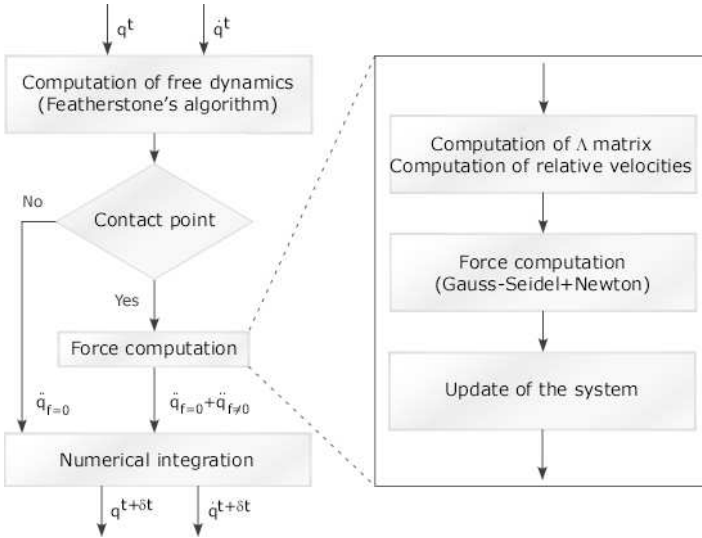 q^t q̇^t
Computation of free dynamics
(Featherstone's algorithm)
No
Contact point
Yes
Force computation
q̈_{f=0} q̈_{f=0}+q̈_{f≠0}
Numerical integration
q^{t+δt} q̇^{t+δt}
Computation of Λ matrix
Computation of relative velocities
Force computation
(Gauss-Seidel+Newton)
Update of the system